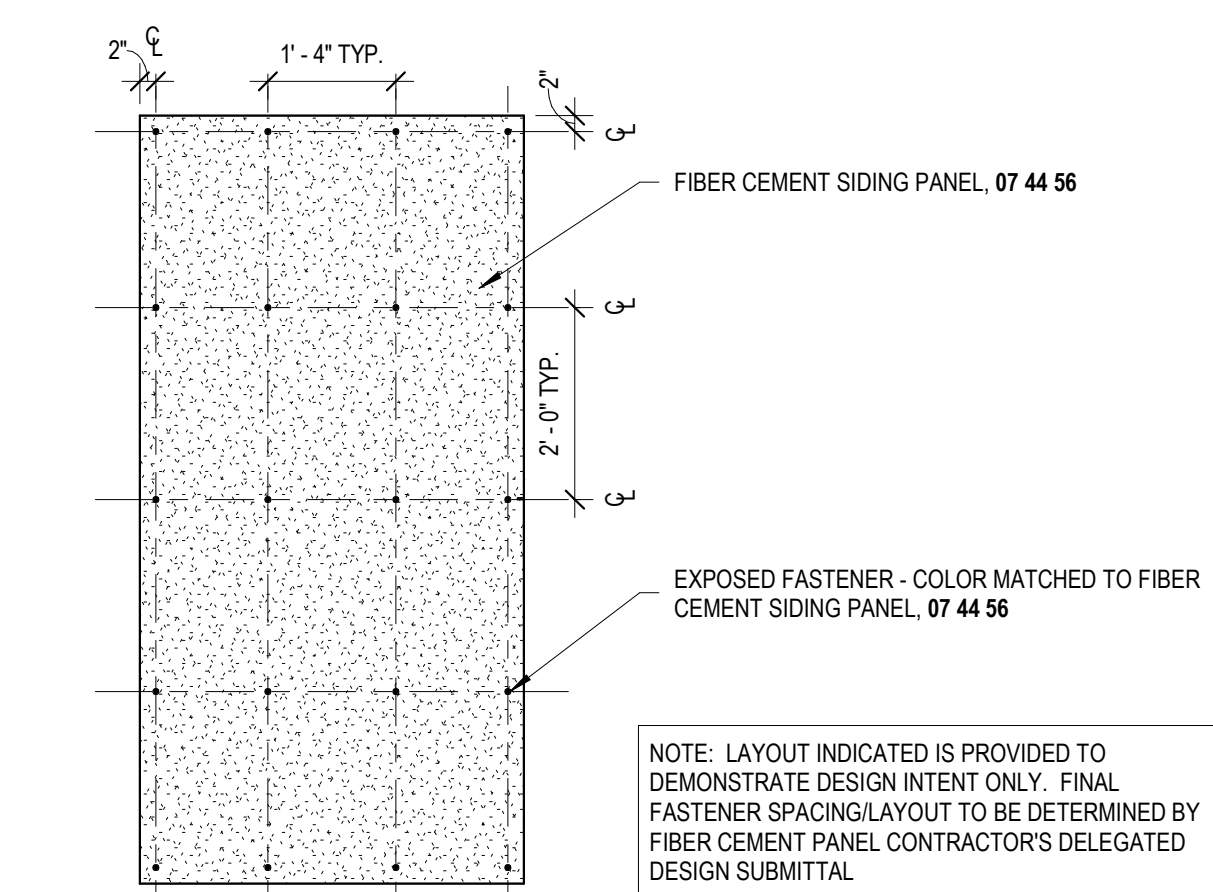 2"
℄
1' - 4" TYP.
2"
℄
FIBER CEMENT SIDING PANEL, 07 44 56
℄
2' - 0" TYP.
℄
EXPOSED FASTENER - COLOR MATCHED TO FIBER
CEMENT SIDING PANEL, 07 44 56
NOTE: LAYOUT INDICATED IS PROVIDED TO
DEMONSTRATE DESIGN INTENT ONLY. FINAL
FASTENER SPACING/LAYOUT TO BE DETERMINED BY
FIBER CEMENT PANEL CONTRACTOR'S DELEGATED
DESIGN SUBMITTAL